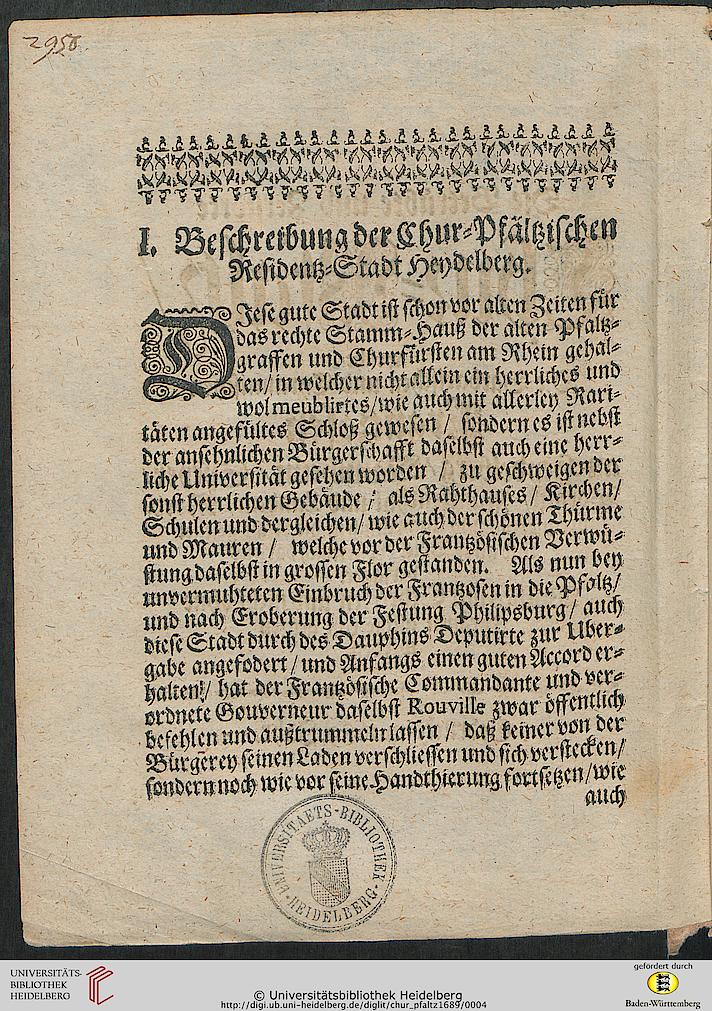 2950
I. Beschreibung der Chur-Pfältzischen
Residentz-Stadt Heydelberg.
DJese gute Stadt ist schon vor alten Zeiten für
das rechte Stamm-Hauß der alten Pfaltz-
graffen und Churfürsten am Rhein gehal-
ten/ in welcher nicht allein ein herrliches und
wol meublirtes/ wie auch mit allerley Rari-
täten angefültes Schloß gewesen / sondern es ist nebst
der ansehnlichen Bürgerschafft daselbst auch eine herr-
liche Universität gesehen worden / zu geschweigen der
sonst herrlichen Gebäude / als Rahthauses / Kirchen/
Schulen und dergleichen/ wie auch der schönen Thürme
und Mauren / welche vor der Frantzösischen Verwü-
stung daselbst in grossen Flor gestanden. Als nun bey
unvermuhteten Einbruch der Frantzosen in die Pfaltz/
und nach Eroberung der Festung Philipsburg/ auch
diese Stadt durch des Dauphins Deputirte zur Uber-
gabe angefodert / und Anfangs einen guten Accord er-
halten/ hat der Frantzösische Commandante und ver-
ordnete Gouverneur daselbst Rouville zwar öffentlich
befehlen und außtrummeln lassen / daß keiner von der
Bürgerey seinen Laden verschliessen und sich verstecken/
sondern noch wie vor seine Handthierung fortsetzen/ wie
auch
UNIVERSITAETS-BIBLIOTHEK
HEIDELBERG
UNIVERSITÄTS-
BIBLIOTHEK
HEIDELBERG
© Universitätsbibliothek Heidelberg
http://digi.ub.uni-heidelberg.de/diglit/chur_pfaltz1689/0004
gefördert durch
Baden-Württemberg